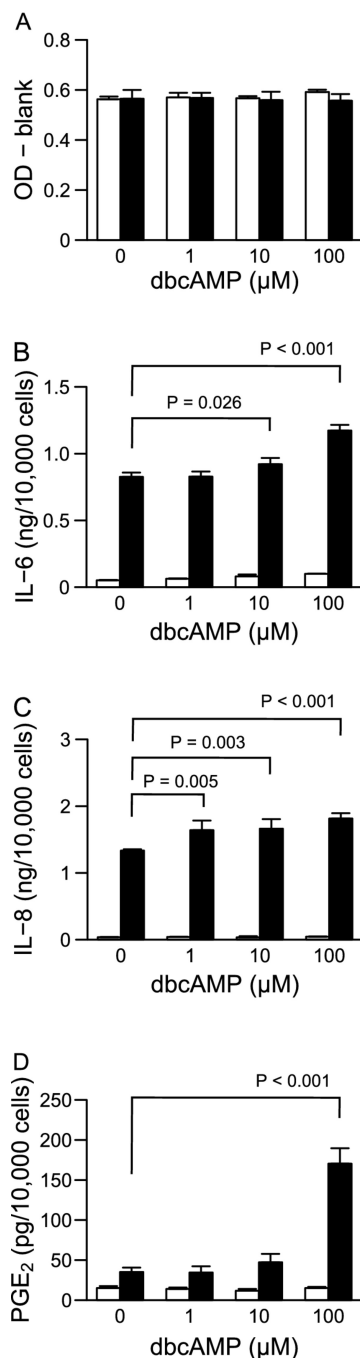 A
OD − blank
0.8
0.6
0.4
0.2
0
0 1 10 100
dbcAMP (μM)
B
P < 0.001
P = 0.026
IL−6 (ng/10,000 cells)
1.5
1.0
0.5
0
0 1 10 100
dbcAMP (μM)
C
P < 0.001
P = 0.003
P = 0.005
IL−8 (ng/10,000 cells)
3
2
1
0
0 1 10 100
dbcAMP (μM)
D
P < 0.001
PGE₂ (pg/10,000 cells)
250
200
150
100
50
0
0 1 10 100
dbcAMP (μM)